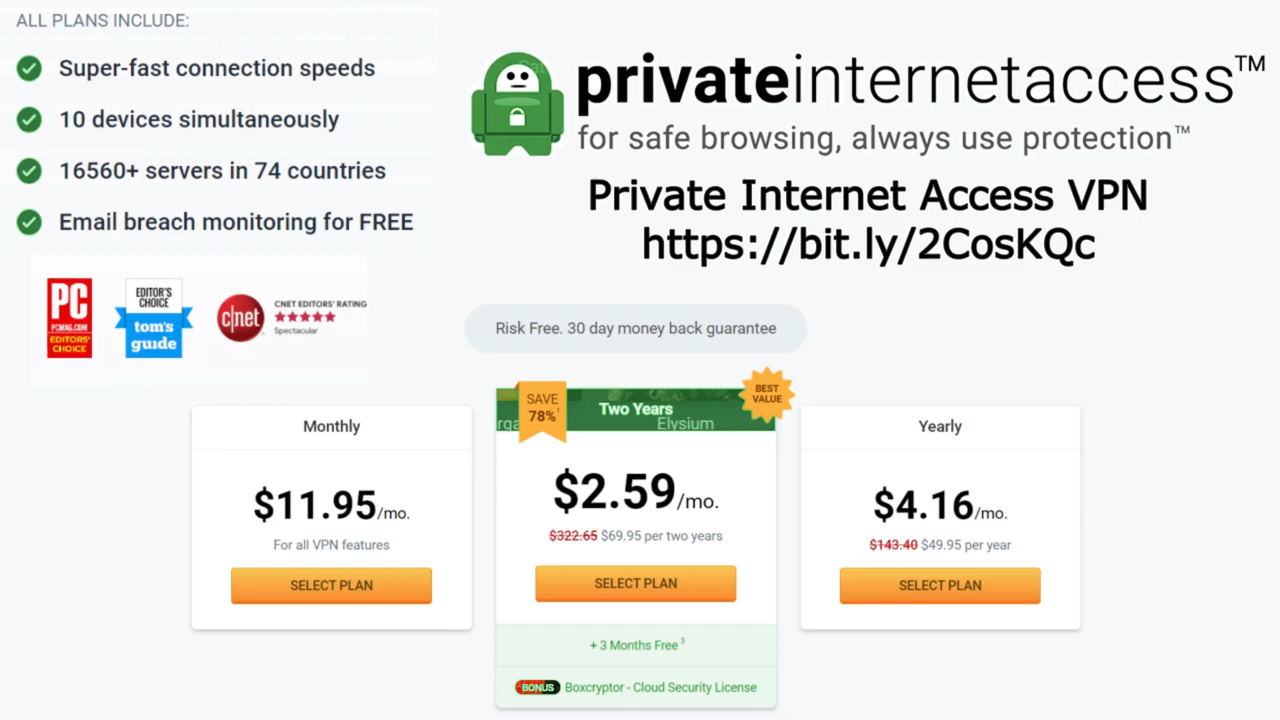 ALL PLANS INCLUDE:
Super-fast connection speeds
10 devices simultaneously
16560+ servers in 74 countries
Email breach monitoring for FREE
PC
PCMAG.COM
EDITORS'
CHOICE
EDITOR'S
CHOICE
tom's
guide
c|net
CNET EDITORS' RATING
Spectacular
privateinternetaccess™
for safe browsing, always use protection™
Private Internet Access VPN
https://bit.ly/2CosKQc
Risk Free. 30 day money back guarantee
Monthly
$11.95/mo.
For all VPN features
SELECT PLAN
SAVE
78%¹
Two Years
Elysium
BEST
VALUE
$2.59/mo.
$322.65 $69.95 per two years
SELECT PLAN
+ 3 Months Free ³
BONUS Boxcryptor - Cloud Security License
Yearly
$4.16/mo.
$143.40 $49.95 per year
SELECT PLAN